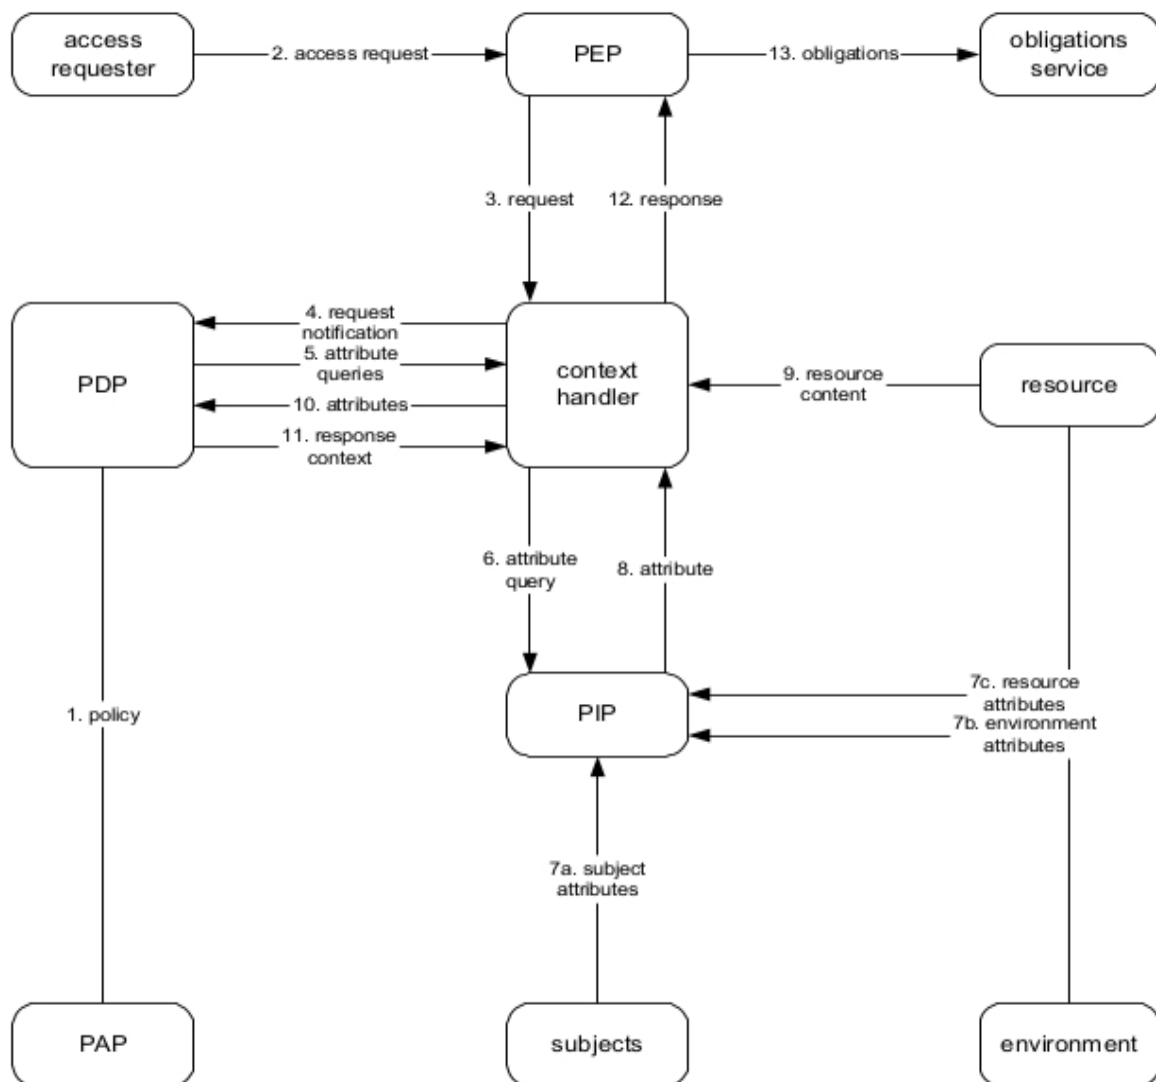 access
requester
2. access request
PEP
13. obligations
obligations
service
3. request
12. response
PDP
4. request
notification
5. attribute
queries
10. attributes
11. response
context
context
handler
9. resource
content
resource
6. attribute
query
8. attribute
1. policy
PIP
7c. resource
attributes
7b. environment
attributes
7a. subject
attributes
PAP
subjects
environment